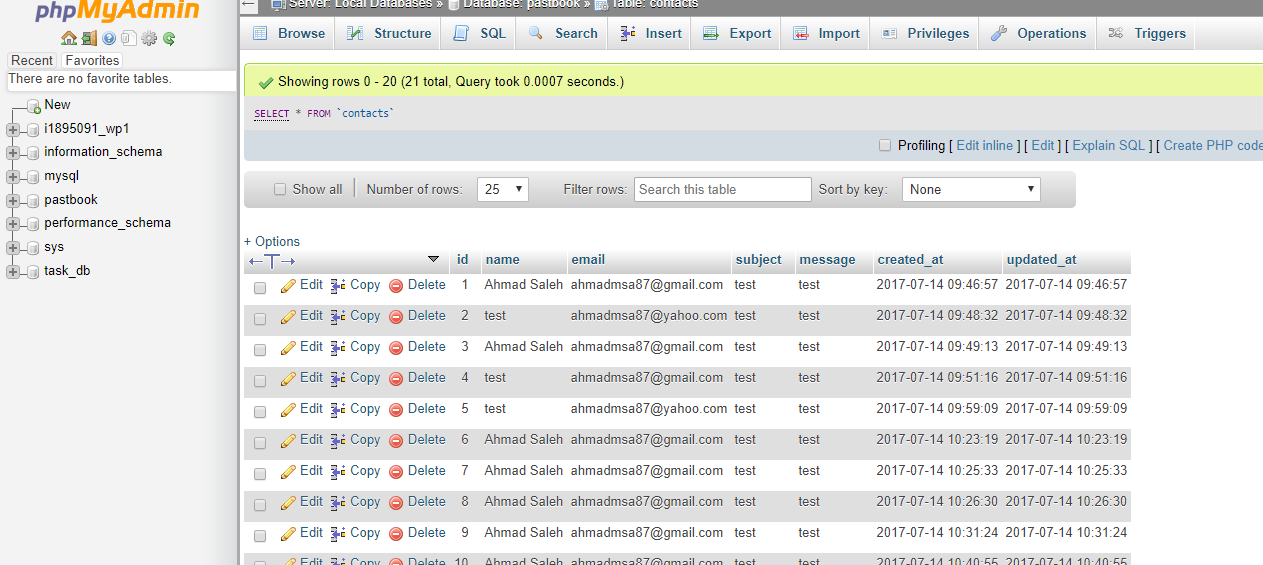 phpMyAdmin
Recent Favorites
There are no favorite tables.
New
i1895091_wp1
information_schema
mysql
pastbook
performance_schema
sys
task_db
Server: Local Databases » Database: pastbook » Table: contacts
Browse Structure SQL Search Insert Export Import Privileges Operations Triggers
Showing rows 0 - 20 (21 total, Query took 0.0007 seconds.)
SELECT * FROM `contacts`
Profiling [ Edit inline ] [ Edit ] [ Explain SQL ] [ Create PHP code
Show all Number of rows: 25 Filter rows: Search this table Sort by key: None
+ Options
id name email subject message created_at updated_at
Edit Copy Delete 1 Ahmad Saleh ahmadmsa87@gmail.com test test 2017-07-14 09:46:57 2017-07-14 09:46:57
Edit Copy Delete 2 test ahmadmsa87@yahoo.com test test 2017-07-14 09:48:32 2017-07-14 09:48:32
Edit Copy Delete 3 Ahmad Saleh ahmadmsa87@gmail.com test test 2017-07-14 09:49:13 2017-07-14 09:49:13
Edit Copy Delete 4 test ahmadmsa87@gmail.com test test 2017-07-14 09:51:16 2017-07-14 09:51:16
Edit Copy Delete 5 test ahmadmsa87@yahoo.com test test 2017-07-14 09:59:09 2017-07-14 09:59:09
Edit Copy Delete 6 Ahmad Saleh ahmadmsa87@gmail.com test test 2017-07-14 10:23:19 2017-07-14 10:23:19
Edit Copy Delete 7 Ahmad Saleh ahmadmsa87@gmail.com test test 2017-07-14 10:25:33 2017-07-14 10:25:33
Edit Copy Delete 8 Ahmad Saleh ahmadmsa87@gmail.com test test 2017-07-14 10:26:30 2017-07-14 10:26:30
Edit Copy Delete 9 Ahmad Saleh ahmadmsa87@gmail.com test test 2017-07-14 10:31:24 2017-07-14 10:31:24
Edit Copy Delete 10 Ahmad Saleh ahmadmsa87@gmail.com test test 2017-07-14 10:40:55 2017-07-14 10:40:55